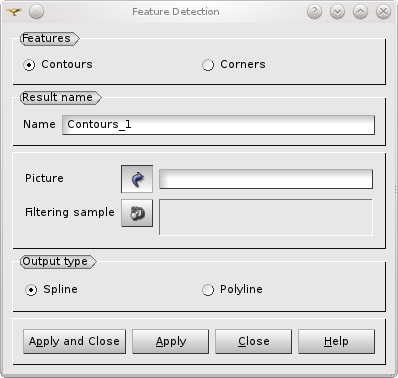 Feature Detection
Features
Contours Corners
Result name
Name Contours_1
Picture
Filtering sample
Output type
Spline Polyline
Apply and Close Apply Close Help